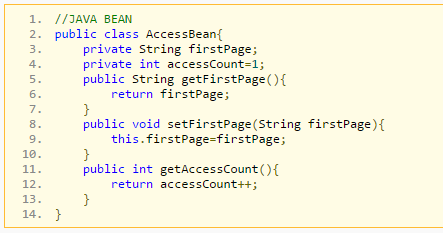 1. //JAVA BEAN
2. public class AccessBean{
3.     private String firstPage;
4.     private int accessCount=1;
5.     public String getFirstPage(){
6.         return firstPage;
7.     }
8.     public void setFirstPage(String firstPage){
9.         this.firstPage=firstPage;
10.     }
11.     public int getAccessCount(){
12.         return accessCount++;
13.     }
14. }